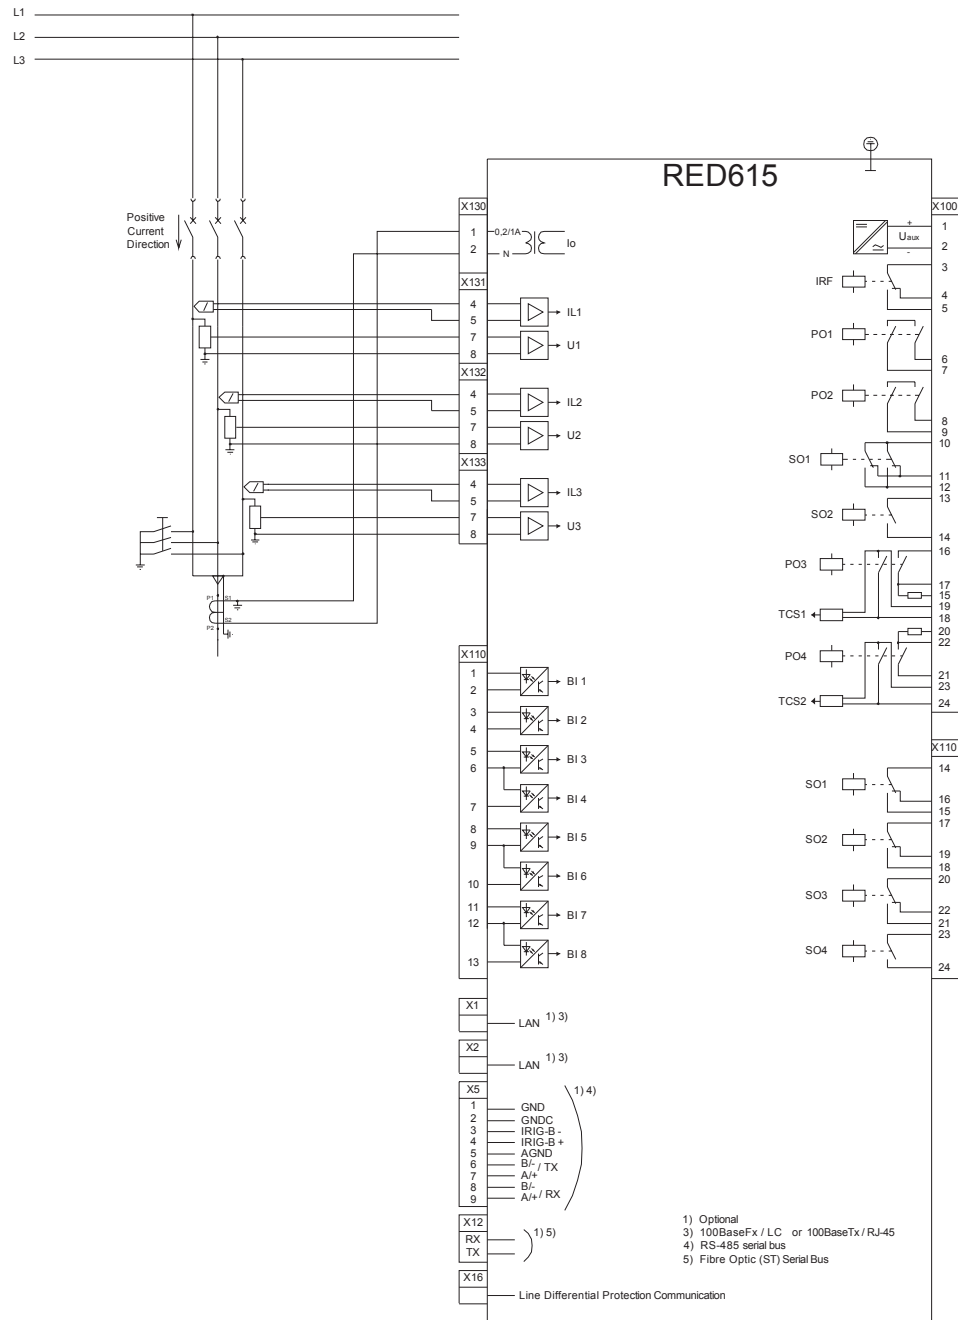 L1
L2
L3
RED615
Positive
Current
Direction
X130
1
2
0,2/1A
N
Io
X131
4
5
7
8
IL1
U1
X132
4
5
7
8
IL2
U2
X133
4
5
7
8
IL3
U3
P1
S1
S2
P2
X110
1
2
BI 1
3
4
BI 2
5
6
BI 3
7
BI 4
8
9
BI 5
10
BI 6
11
12
BI 7
13
BI 8
X1
LAN 1) 3)
X2
LAN 1) 3)
X5
1) 4)
1 GND
2 GNDC
3 IRIG-B -
4 IRIG-B +
5 AGND
6 B/-
7 A/+
/ TX
8 B/-
9 A/+
/ RX
X12
RX
TX
1) 5)
X16
Line Differential Protection Communication
X100
+
Uaux
-
1
2
IRF
3
4
5
PO1
6
7
PO2
8
9
SO1
10
11
12
SO2
13
14
PO3
16
17
15
19
18
TCS1
20
22
PO4
21
23
24
TCS2
X110
SO1
14
16
15
SO2
17
19
18
SO3
20
22
21
SO4
23
24
1) Optional
3) 100BaseFx / LC or 100BaseTx / RJ-45
4) RS-485 serial bus
5) Fibre Optic (ST) Serial Bus